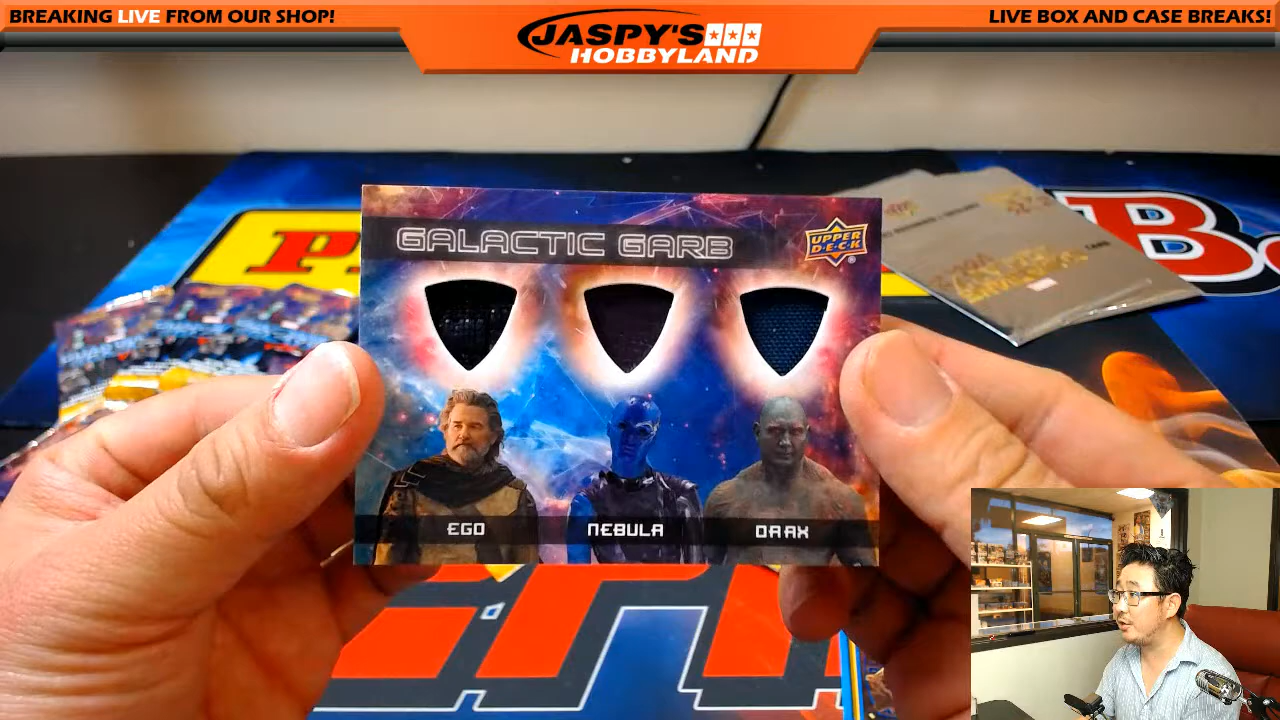 BREAKING LIVE FROM OUR SHOP!
JASPY'S
HOBBYLAND
LIVE BOX AND CASE BREAKS!
GALACTIC GARB
UPPER
DECK
EGO
NEBULA
DRAX